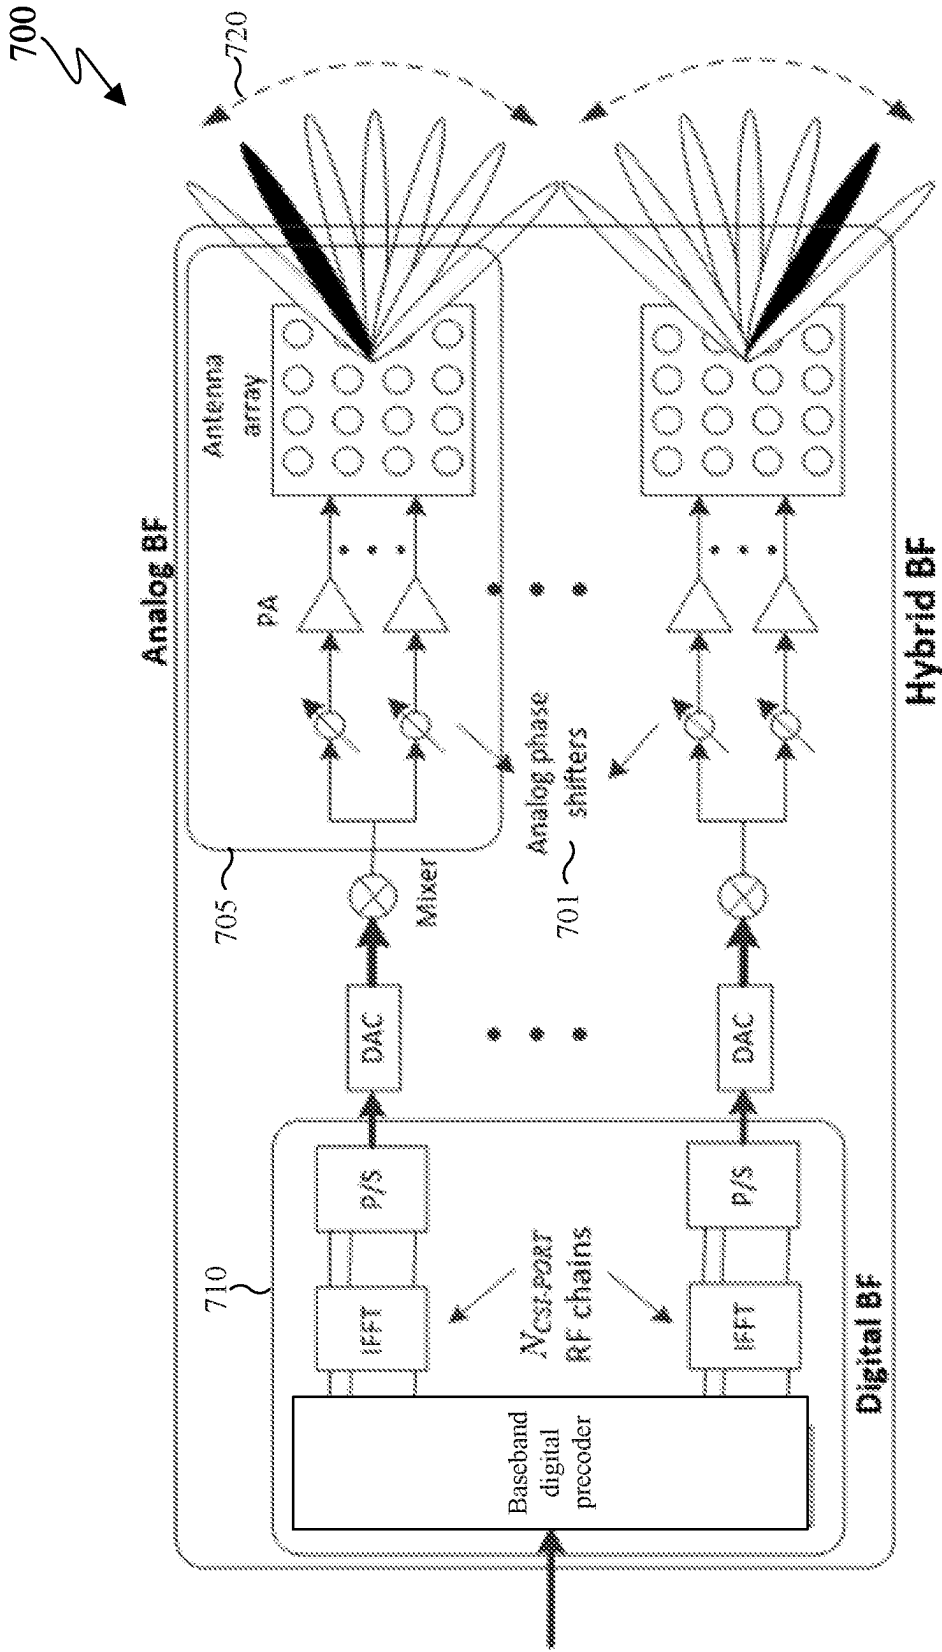 700
720
Analog BF
Antenna
array
PA
705
Mixer
Analog phase
shifters
701
DAC
DAC
710
P/S
P/S
IFFT
IFFT
N_CSI-PORT
RF chains
Baseband
digital
precoder
Digital BF
Hybrid BF